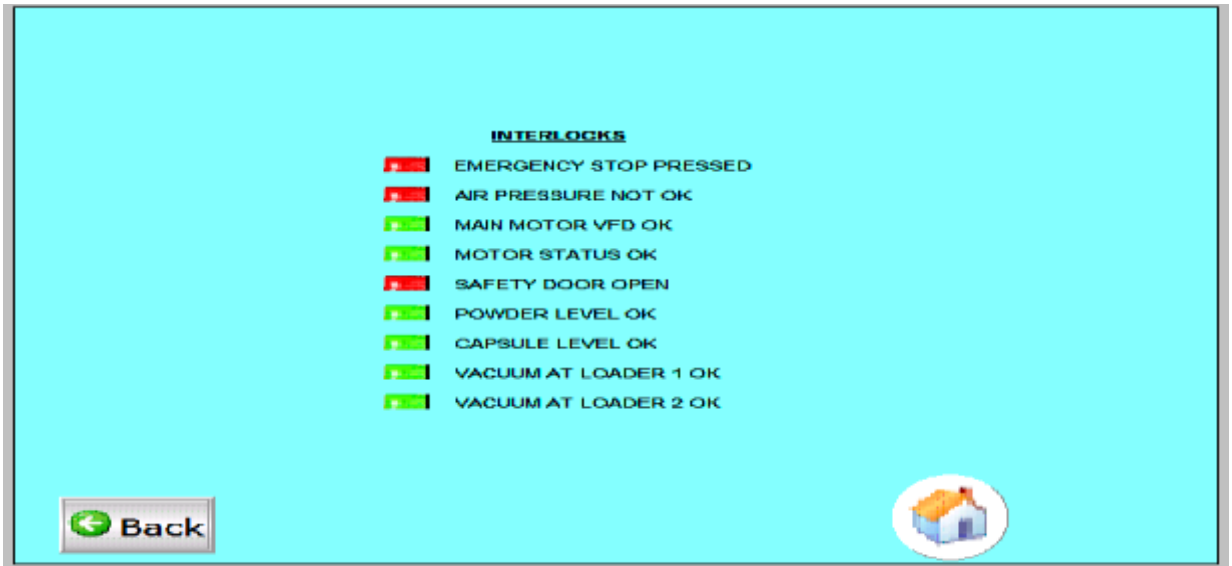 INTERLOCKS
EMERGENCY STOP PRESSED
AIR PRESSURE NOT OK
MAIN MOTOR VFD OK
MOTOR STATUS OK
SAFETY DOOR OPEN
POWDER LEVEL OK
CAPSULE LEVEL OK
VACUUM AT LOADER 1 OK
VACUUM AT LOADER 2 OK
Back